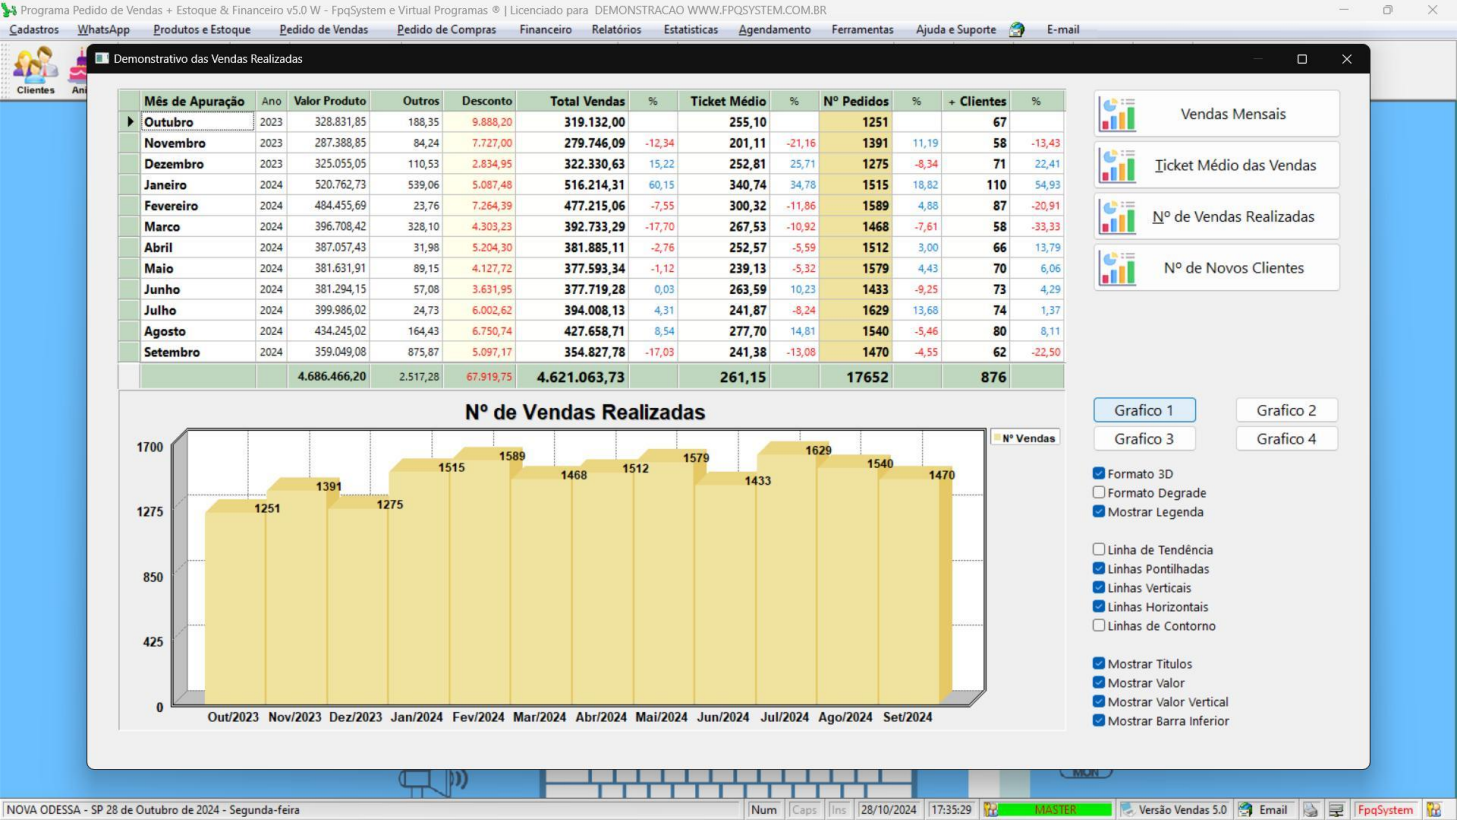 Programa Pedido de Vendas + Estoque & Financeiro v5.0 W - FpqSystem e Virtual Programas ® | Licenciado para DEMONSTRACAO WWW.FPQSYSTEM.COM.BR
Cadastros WhatsApp Produtos e Estoque Pedido de Vendas Pedido de Compras Financeiro Relatórios Estatisticas Agendamento Ferramentas Ajuda e Suporte E-mail
Clientes Ani
Demonstrativo das Vendas Realizadas
Mês de Apuração Ano Valor Produto Outros Desconto Total Vendas % Ticket Médio % Nº Pedidos % + Clientes %
Outubro 2023 328.831,85 188,35 9.888,20 319.132,00 255,10 1251 67
Novembro 2023 287.388,85 84,24 7.727,00 279.746,09 -12,34 201,11 -21,16 1391 11,19 58 -13,43
Dezembro 2023 325.055,05 110,53 2.834,95 322.330,63 15,22 252,81 25,71 1275 -8,34 71 22,41
Janeiro 2024 520.762,73 539,06 5.087,48 516.214,31 60,15 340,74 34,78 1515 18,82 110 54,93
Fevereiro 2024 484.455,69 23,76 7.264,39 477.215,06 -7,55 300,32 -11,86 1589 4,88 87 -20,91
Marco 2024 396.708,42 328,10 4.303,23 392.733,29 -17,70 267,53 -10,92 1468 -7,61 58 -33,33
Abril 2024 387.057,43 31,98 5.204,30 381.885,11 -2,76 252,57 -5,59 1512 3,00 66 13,79
Maio 2024 381.631,91 89,15 4.127,72 377.593,34 -1,12 239,13 -5,32 1579 4,43 70 6,06
Junho 2024 381.294,15 57,08 3.631,95 377.719,28 0,03 263,59 10,23 1433 -9,25 73 4,29
Julho 2024 399.986,02 24,73 6.002,62 394.008,13 4,31 241,87 -8,24 1629 13,68 74 1,37
Agosto 2024 434.245,02 164,43 6.750,74 427.658,71 8,54 277,70 14,81 1540 -5,46 80 8,11
Setembro 2024 359.049,08 875,87 5.097,17 354.827,78 -17,03 241,38 -13,08 1470 -4,55 62 -22,50
4.686.466,20 2.517,28 67.919,75 4.621.063,73 261,15 17652 876
Vendas Mensais
Ticket Médio das Vendas
Nº de Vendas Realizadas
Nº de Novos Clientes
Grafico 1 Grafico 2
Grafico 3 Grafico 4
Formato 3D
Formato Degrade
Mostrar Legenda
Linha de Tendência
Linhas Pontilhadas
Linhas Verticais
Linhas Horizontais
Linhas de Contorno
Mostrar Titulos
Mostrar Valor
Mostrar Valor Vertical
Mostrar Barra Inferior
Nº de Vendas Realizadas
Nº Vendas
1700
1275
850
425
0
1251 1391 1275 1515 1589 1468 1512 1579 1433 1629 1540 1470
Out/2023 Nov/2023 Dez/2023 Jan/2024 Fev/2024 Mar/2024 Abr/2024 Mai/2024 Jun/2024 Jul/2024 Ago/2024 Set/2024
MON
NOVA ODESSA - SP 28 de Outubro de 2024 - Segunda-feira Num Caps Ins 28/10/2024 17:35:29 MASTER Versão Vendas 5.0 Email FpqSystem